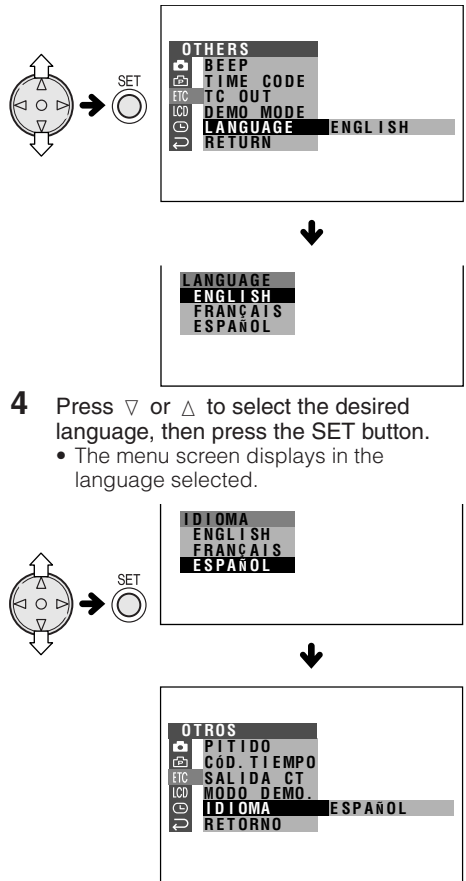 OTHERS
BEEP
TIME CODE
SET
ETC TC OUT
LCD DEMO MODE
LANGUAGE ENGLISH
RETURN
LANGUAGE
ENGLISH
FRANÇAIS
ESPAÑOL
4 Press ▽ or △ to select the desired
language, then press the SET button.
• The menu screen displays in the
language selected.
IDIOMA
ENGLISH
FRANÇAIS
ESPAÑOL
SET
OTROS
PITIDO
CóD.TIEMPO
ETC SALIDA CT
LCD MODO DEMO.
IDIOMA ESPAÑOL
RETORNO